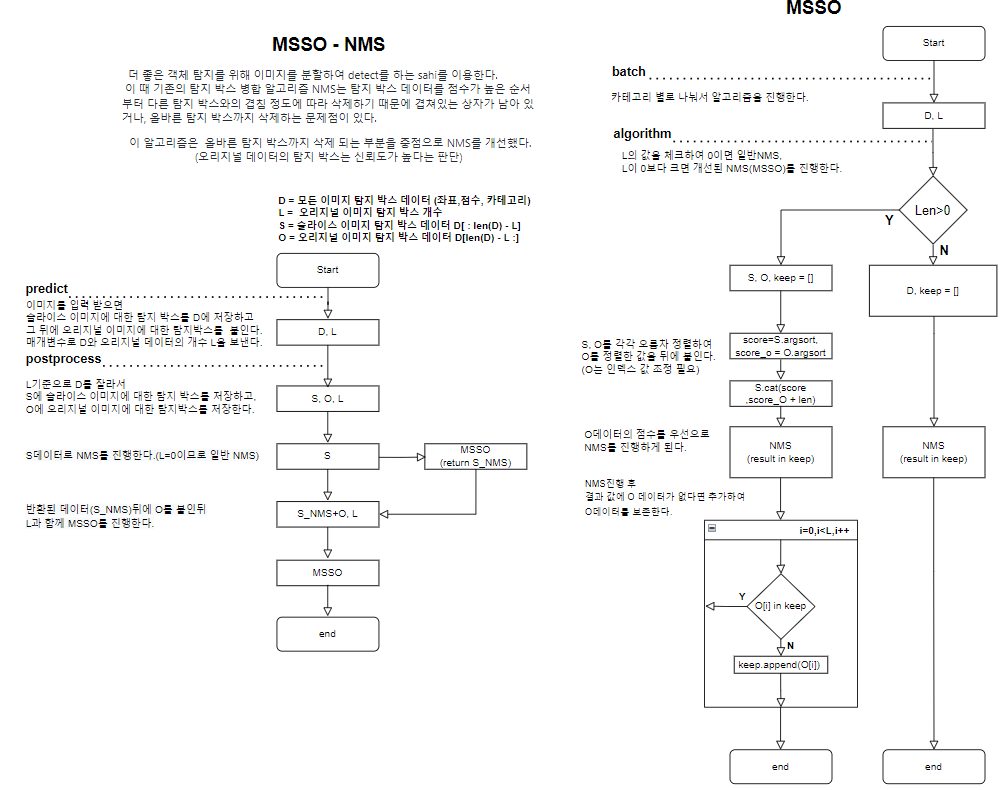 MSSO - NMS
더 좋은 객체 탐지를 위해 이미지를 분할하여 detect를 하는 sahi를 이용한다.
이 때 기존의 탐지 박스 병합 알고리즘 NMS는 탐지 박스 데이터를 점수가 높은 순서
부터 다른 탐지 박스와의 겹침 정도에 따라 삭제하기 때문에 겹쳐있는 상자가 남아 있
거나, 올바른 탐지 박스까지 삭제하는 문제점이 있다.
이 알고리즘은 올바른 탐지 박스까지 삭제 되는 부분을 중점으로 NMS를 개선했다.
(오리지널 데이터의 탐지 박스는 신뢰도가 높다는 판단)
D = 모든 이미지 탐지 박스 데이터 (좌표,점수, 카테고리)
L = 오리지널 이미지 탐지 박스 개수
S = 슬라이스 이미지 탐지 박스 데이터 D[ : len(D) - L]
O = 오리지널 이미지 탐지 박스 데이터 D[len(D) - L :]
Start
predict
이미지를 입력 받으면
슬라이스 이미지에 대한 탐지 박스를 D에 저장하고
그 뒤에 오리지널 이미지에 대한 탐지박스를 붙인다.
매개변수로 D와 오리지널 데이터의 개수 L을 보낸다.
D, L
postprocess
L기준으로 D를 잘라서
S에 슬라이스 이미지에 대한 탐지 박스를 저장하고,
O에 오리지널 이미지에 대한 탐지박스를 저장한다.
S, O, L
S데이터로 NMS를 진행한다.(L=0이므로 일반 NMS)
S
MSSO
(return S_NMS)
반환된 데이터(S_NMS)뒤에 O를 붙인뒤
L과 함께 MSSO를 진행한다.
S_NMS+O, L
MSSO
end
MSSO
Start
batch
카테고리 별로 나눠서 알고리즘을 진행한다.
D, L
algorithm
L의 값을 체크하여 0이면 일반NMS,
L이 0보다 크면 개선된 NMS(MSSO)를 진행한다.
Len>0
Y
N
S, O, keep = []
D, keep = []
S, O를 각각 오름차 정렬하여
O를 정렬한 값을 뒤에 붙인다.
(O는 인덱스 값 조정 필요)
score=S.argsort,
score_o = O.argsort
S.cat(score
,score_O + len)
O데이터의 점수를 우선으로
NMS를 진행하게 된다.
NMS
(result in keep)
NMS
(result in keep)
NMS진행 후
결과 값에 O 데이터가 없다면 추가하여
O데이터를 보존한다.
i=0,i<L,i++
O[i] in keep
Y
N
keep.append(O[i])
end
end